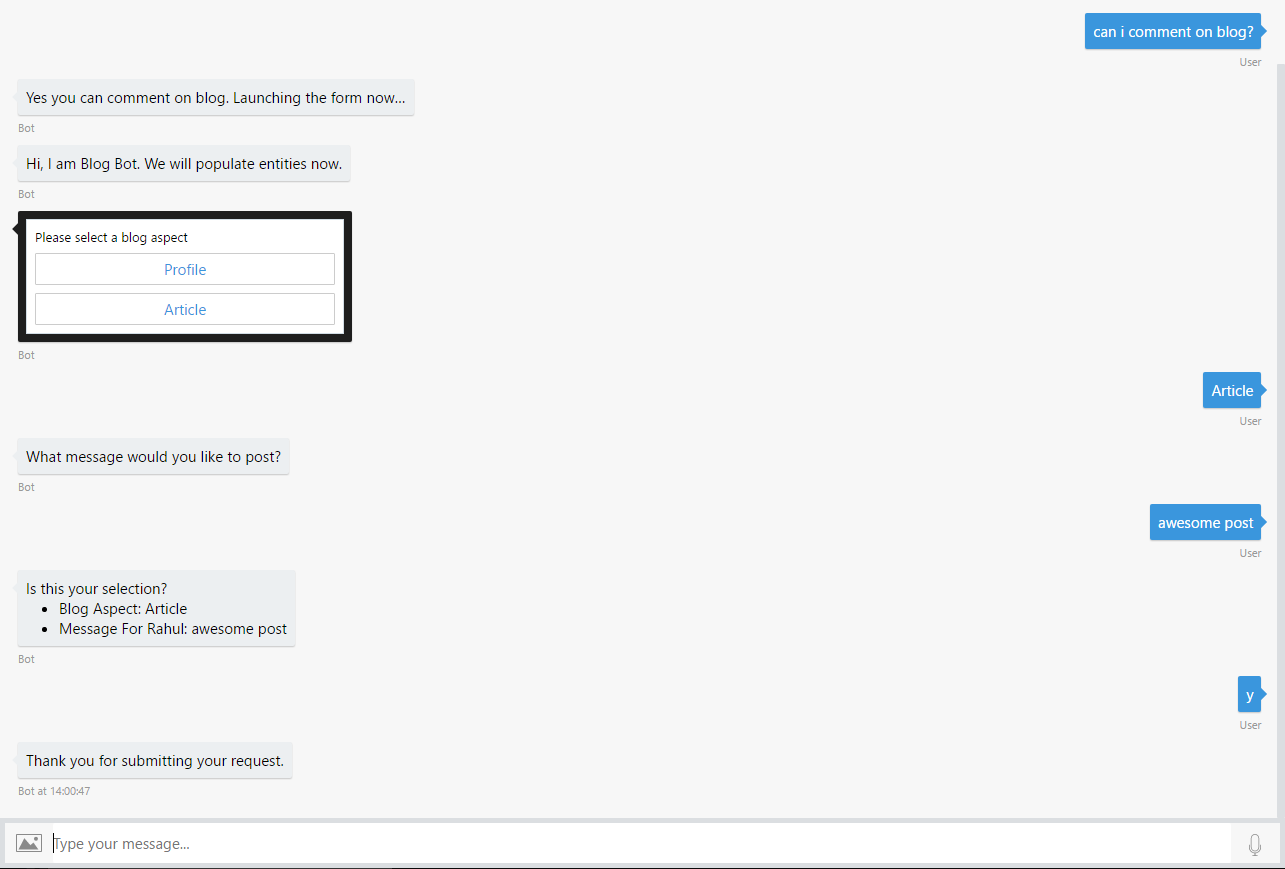 can i comment on blog?
User
Yes you can comment on blog. Launching the form now...
Bot
Hi, I am Blog Bot. We will populate entities now.
Bot
Please select a blog aspect
Profile
Article
Bot
Article
User
What message would you like to post?
Bot
awesome post
User
Is this your selection?
• Blog Aspect: Article
• Message For Rahul: awesome post
Bot
y
User
Thank you for submitting your request.
Bot at 14:00:47
Type your message...